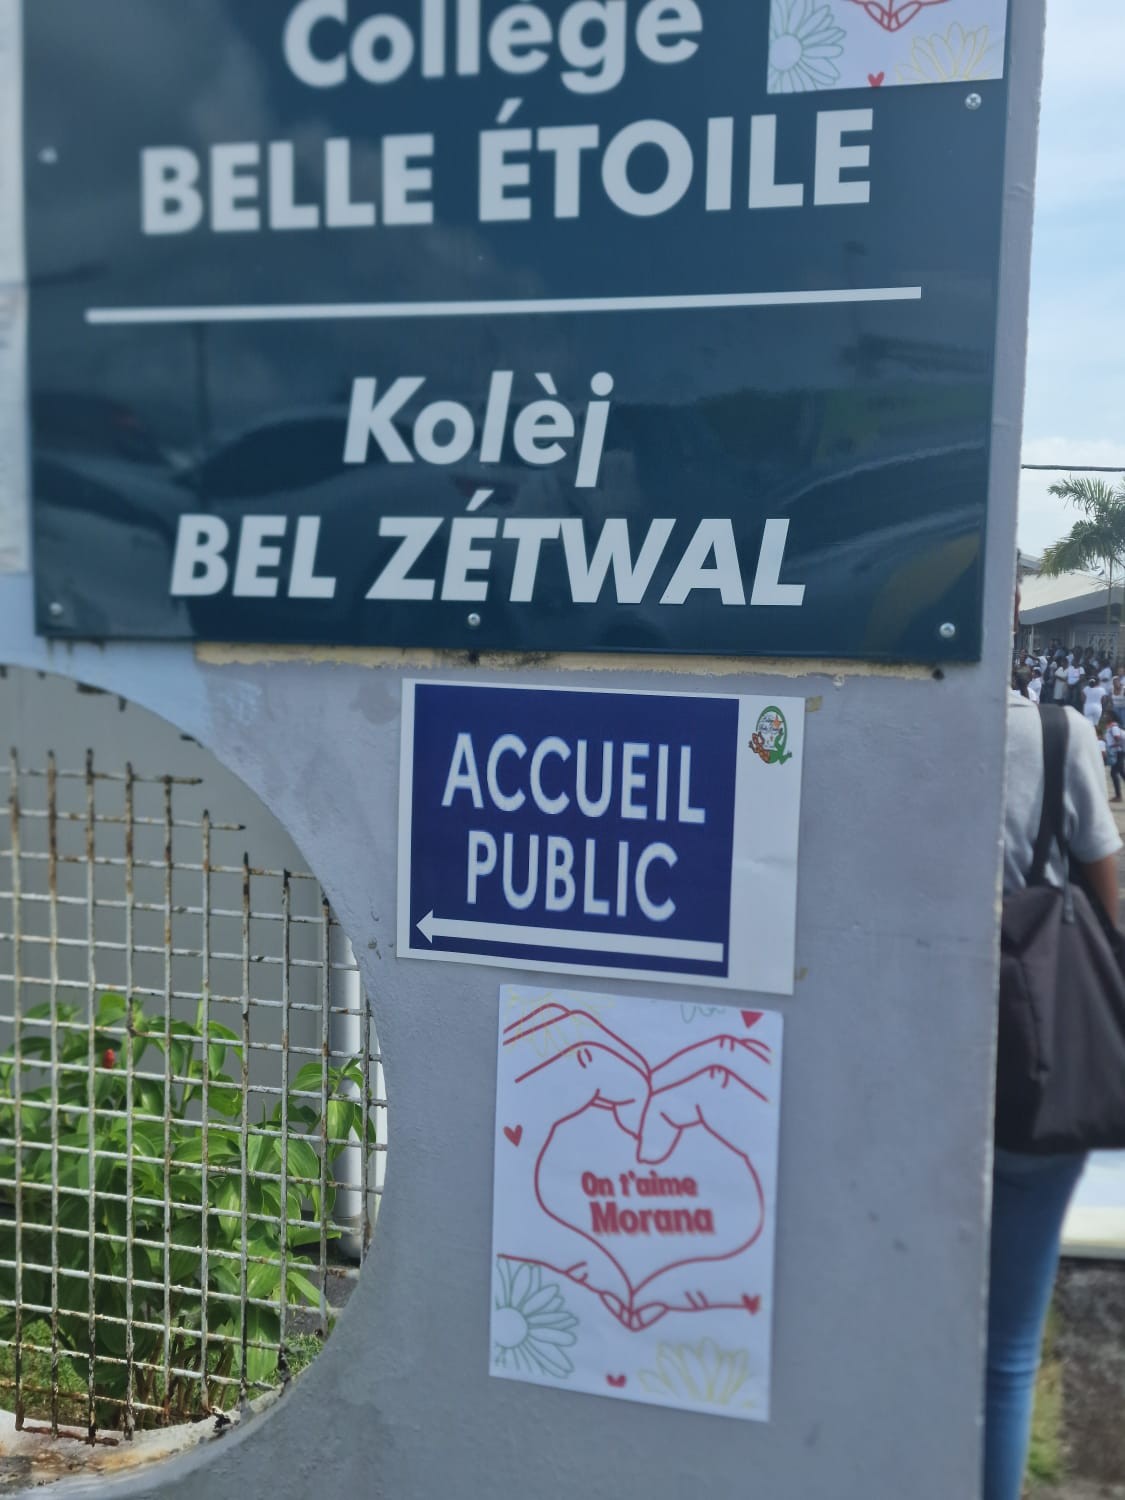 Collège
BELLE ÉTOILE
Kolèj
BEL ZÉTWAL
ACCUEIL
PUBLIC
On t'aime
Morana